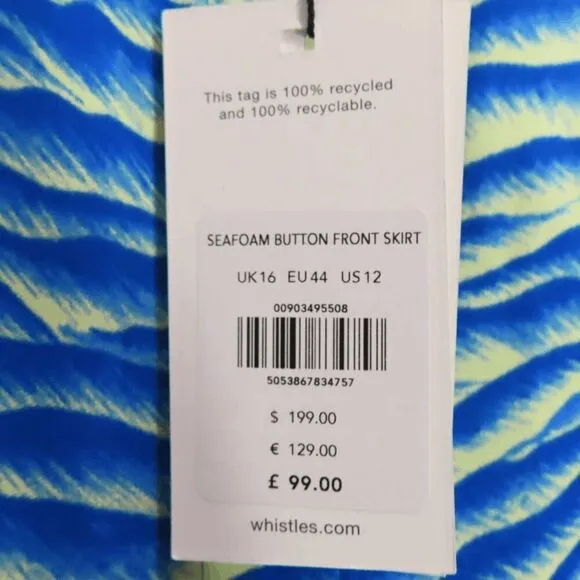 This tag is 100% recycled
and 100% recyclable.
SEAFOAM BUTTON FRONT SKIRT
UK16 EU44 US12
00903495508
5053867834757
$ 199.00
€ 129.00
£ 99.00
whistles.com